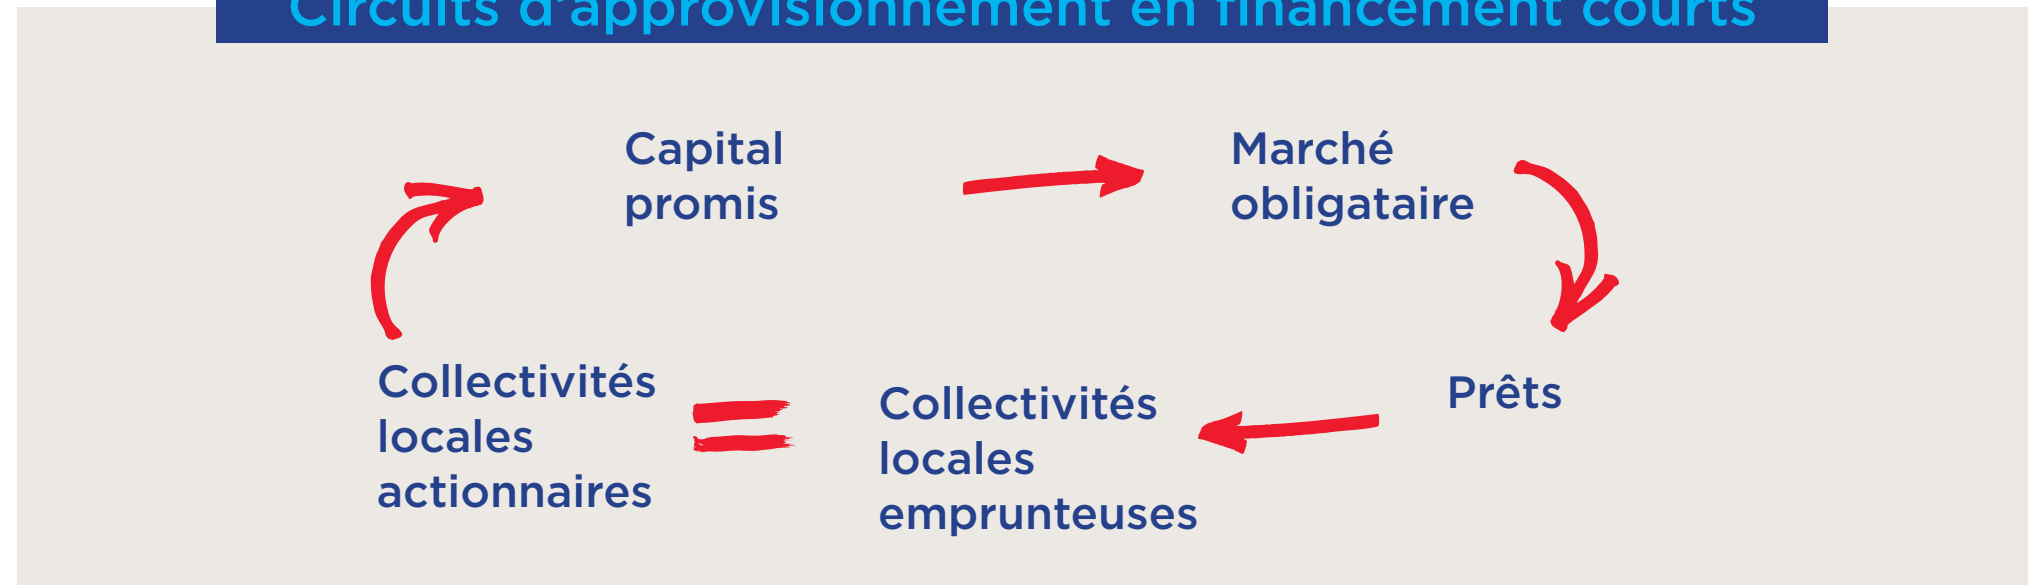 Circuits d'approvisionnement en financement courts
Capital
promis
Marché
obligataire
Collectivités
locales
actionnaires
Collectivités
locales
emprunteuses
Prêts